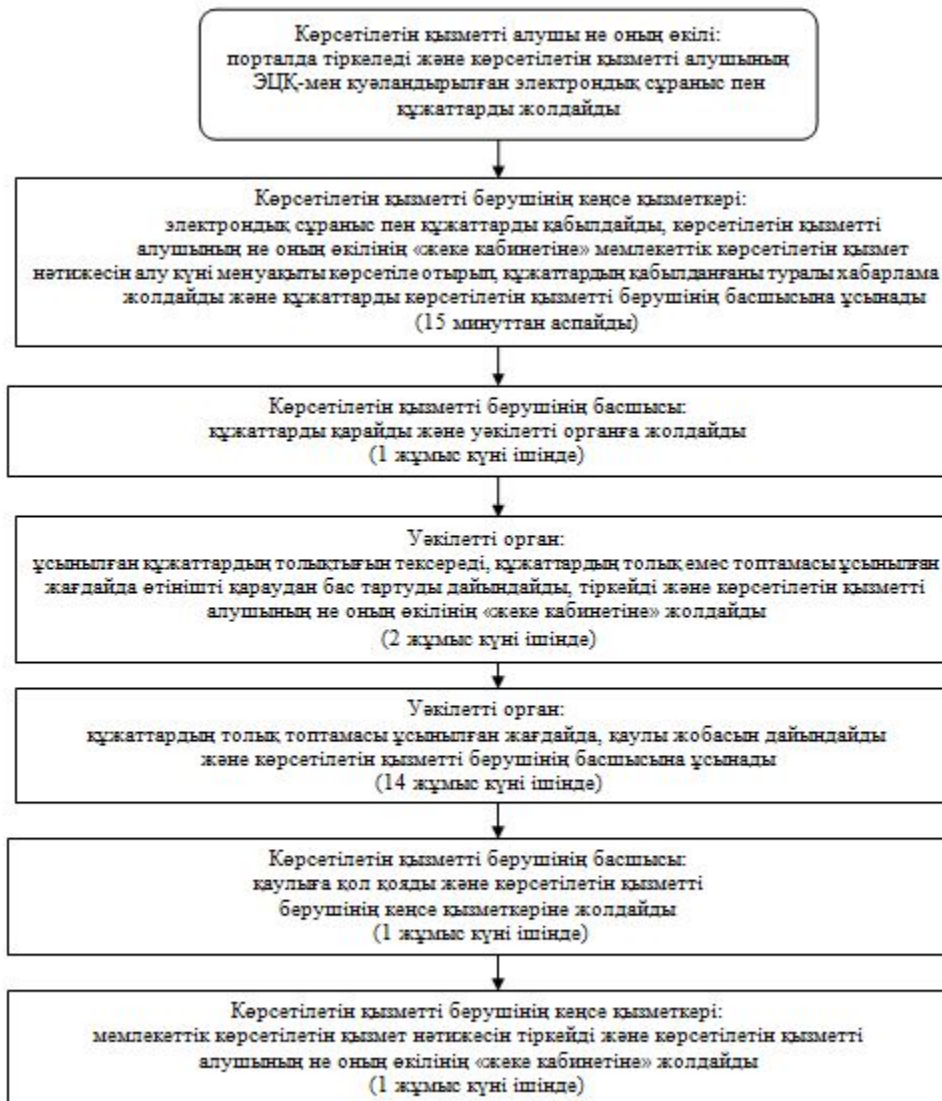 Көрсетілетін қызметті алушы не оның өкілі:
порталда тіркеледі және көрсетілетін қызметті алушының
ЭЦҚ-мен куәландырылған электрондық сұраныс пен
құжаттарды жолдайды
Көрсетілетін қызметті берушінің кеңсе қызметкері:
электрондық сұраныс пен құжаттарды қабылдайды, көрсетілетін қызметті
алушының не оның өкілінің «жеке кабинетіне» мемлекеттік көрсетілетін қызмет
нәтижесін алу күні мен уақыты көрсетіле отырып, құжаттардың қабылданғаны туралы хабарлама
жолдайды және құжаттарды көрсетілетін қызметті берушінің басшысына ұсынады
(15 минуттан аспайды)
Көрсетілетін қызметті берушінің басшысы:
құжаттарды қарайды және уәкілетті органға жолдайды
(1 жұмыс күні ішінде)
Уәкілетті орган:
ұсынылған құжаттардың толықтығын тексереді, құжаттардың толық емес топтамасы ұсынылған
жағдайда өтінішті қараудан бас тартуды дайындайды, тіркейді және көрсетілетін қызметті
алушының не оның өкілінің «жеке кабинетіне» жолдайды
(2 жұмыс күні ішінде)
Уәкілетті орган:
құжаттардың толық топтамасы ұсынылған жағдайда, қаулы жобасын дайындайды
және көрсетілетін қызметті берушінің басшысына ұсынады
(14 жұмыс күні ішінде)
Көрсетілетін қызметті берушінің басшысы:
қаулыға қол қояды және көрсетілетін қызметті
берушінің кеңсе қызметкеріне жолдайды
(1 жұмыс күні ішінде)
Көрсетілетін қызметті берушінің кеңсе қызметкері:
мемлекеттік көрсетілетін қызмет нәтижесін тіркейді және көрсетілетін қызметті
алушының не оның өкілінің «жеке кабинетіне» жолдайды
(1 жұмыс күні ішінде)